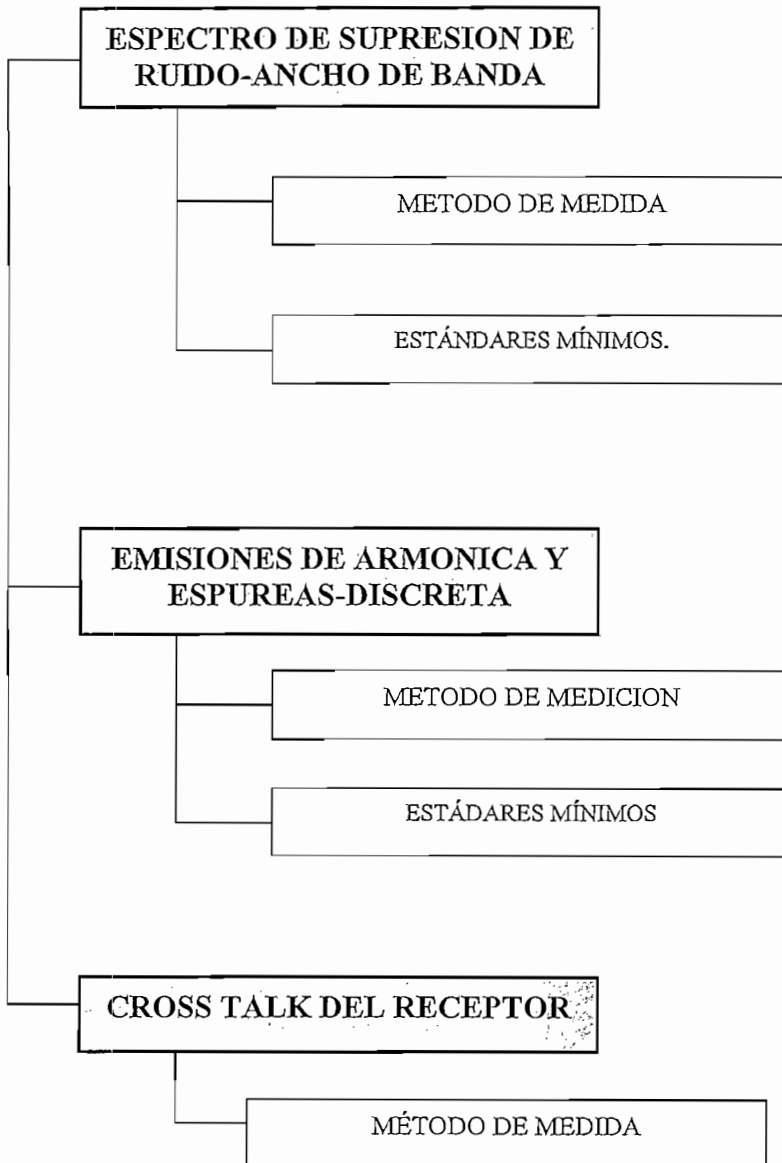 ESPECTRO DE SUPRESION DE
RUIDO-ANCHO DE BANDA
METODO DE MEDIDA
ESTÁNDARES MÍNIMOS.
EMISIONES DE ARMONICA Y
ESPUREAS-DISCRETA
METODO DE MEDICION
ESTÁDARES MÍNIMOS
CROSS TALK DEL RECEPTOR
MÉTODO DE MEDIDA